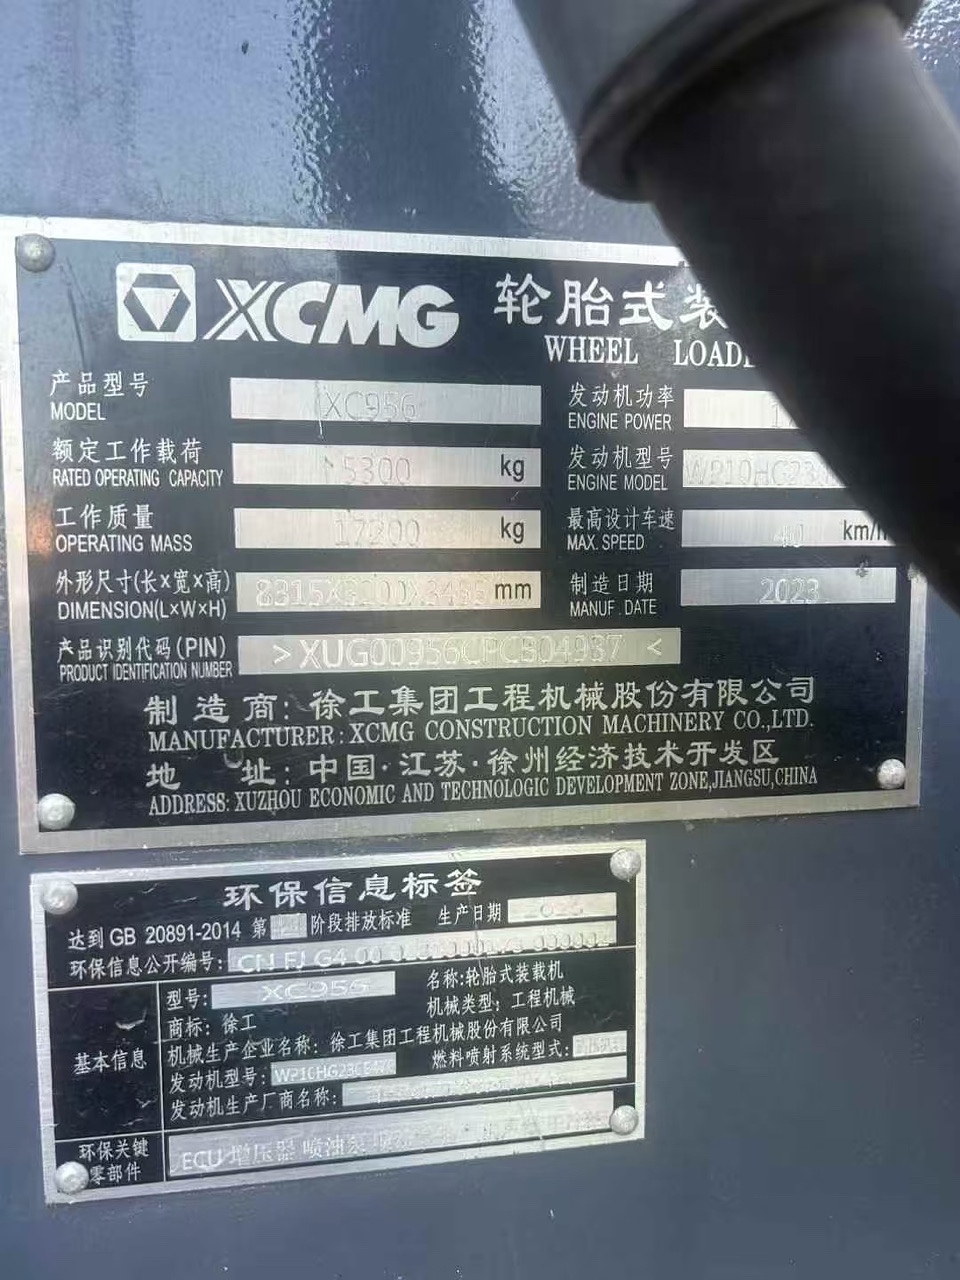 XCMG 轮胎式装
WHEEL LOADE
产品型号 XC956
MODEL
发动机功率 1
ENGINE POWER
额定工作载荷 5300 kg
RATED OPERATING CAPACITY
发动机型号 WP10HG23
ENGINE MODEL
工作质量 17200 kg
OPERATING MASS
最高设计车速 40 km/h
MAX. SPEED
外形尺寸(长×宽×高) mm
DIMENSION(L×W×H)
制造日期 2023
MANUF. DATE
产品识别代码(PIN)
PRODUCT IDENTIFICATION NUMBER
制造商: 徐工集团工程机械股份有限公司
MANUFACTURER: XCMG CONSTRUCTION MACHINERY CO.,LTD.
地址: 中国·江苏·徐州经济技术开发区
ADDRESS: XUZHOU ECONOMIC AND TECHNOLOGIC DEVELOPMENT ZONE,JIANGSU,CHINA
环保信息标签
达到 GB 20891-2014 第 阶段排放标准 生产日期
环保信息公开编号: CN FJ G4 00
基本信息
型号: XC956 名称:轮胎式装载机
商标: 徐工 机械类型: 工程机械
机械生产企业名称: 徐工集团工程机械股份有限公司
发动机型号: 燃料喷射系统型式:
发动机生产厂商名称:
环保关键零部件 ECU 增压器 喷油泵